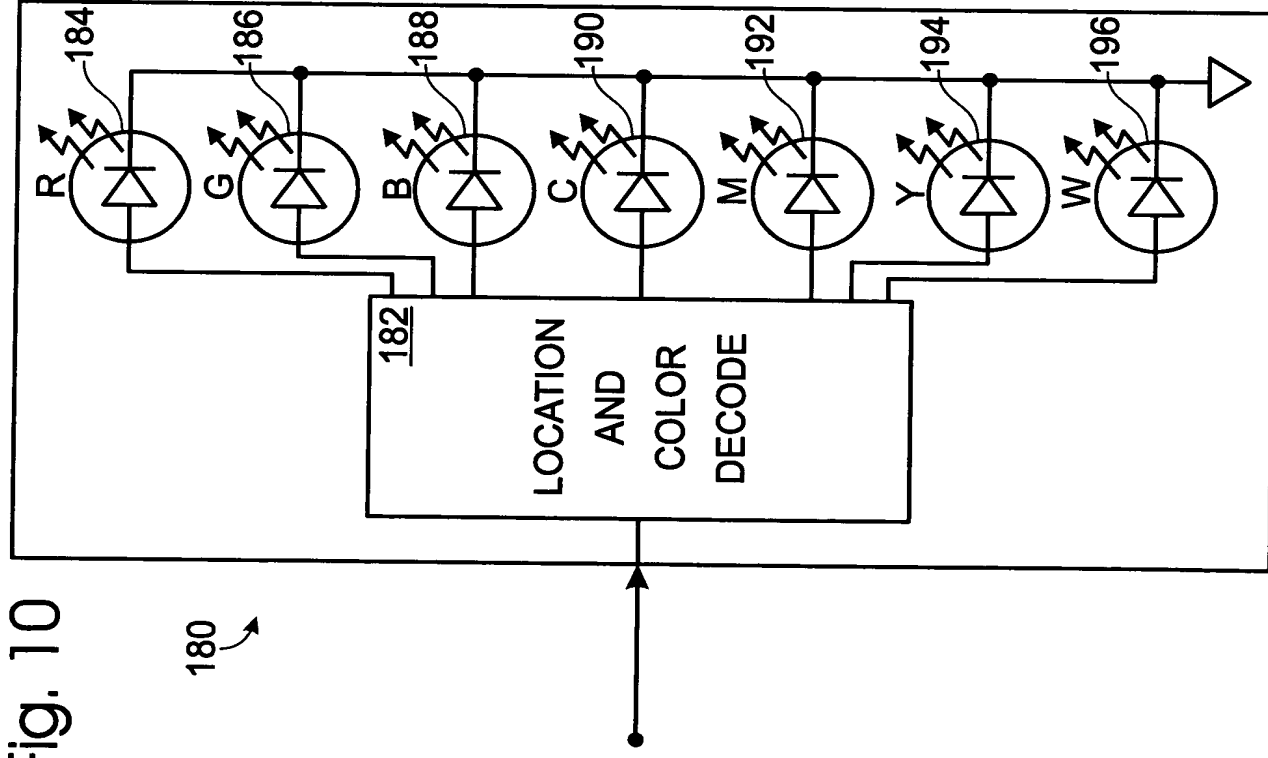 Fig. 10
180
182
LOCATION
AND
COLOR
DECODE
R
184
G
186
B
188
C
190
M
192
Y
194
W
196